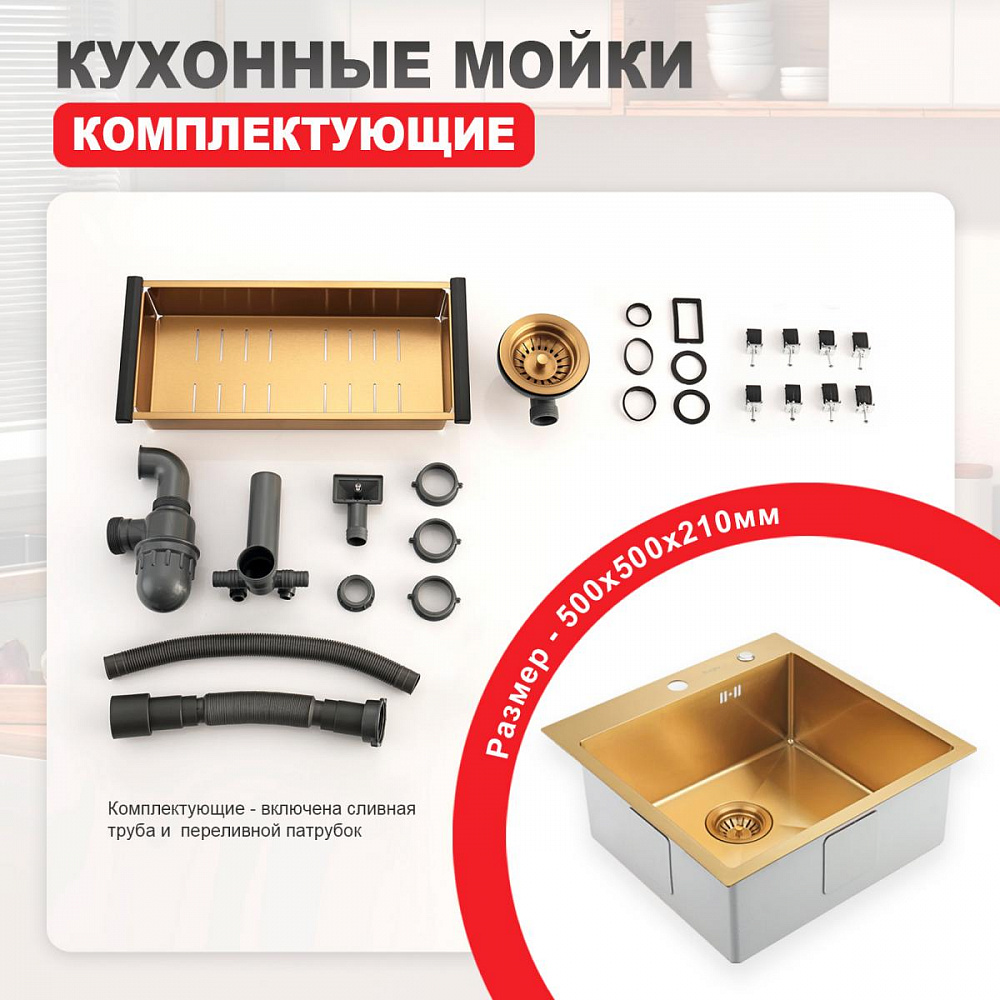 КУХОННЫЕ МОЙКИ
КОМПЛЕКТУЮЩИЕ
Размер - 500х500х210мм
Комплектующие - включена сливная
труба и переливной патрубок